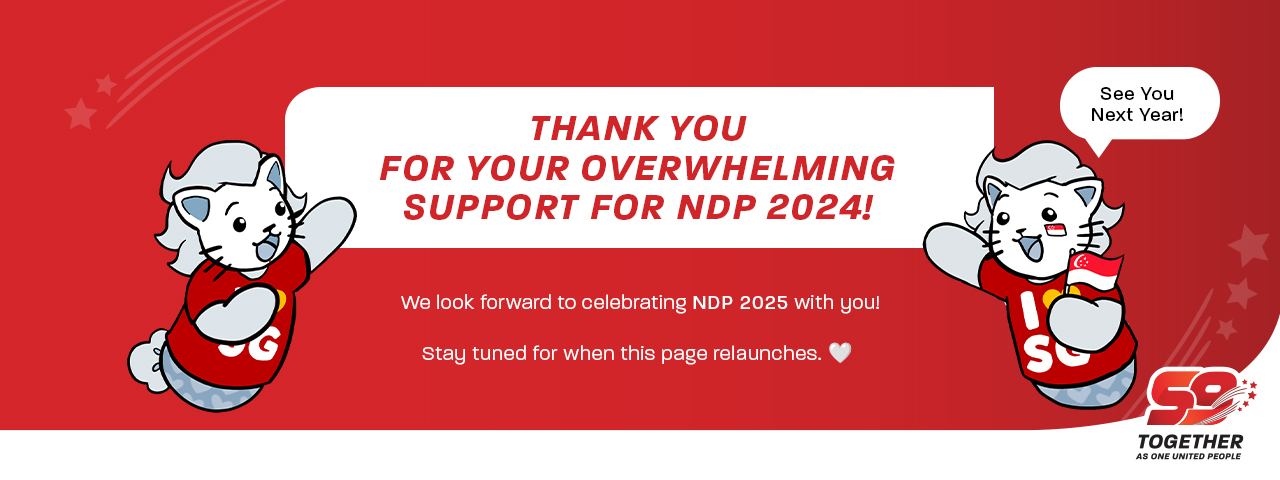 See You
Next Year!
THANK YOU
FOR YOUR OVERWHELMING
SUPPORT FOR NDP 2024!
We look forward to celebrating NDP 2025 with you!
Stay tuned for when this page relaunches. 🤍
I
SG
SG
59
TOGETHER
AS ONE UNITED PEOPLE